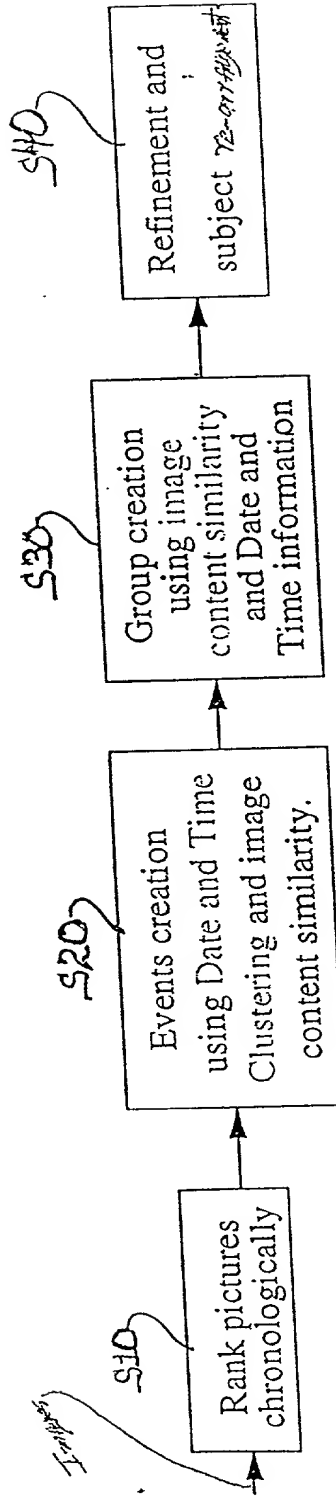 S10
Rank pictures
chronologically
S20
Events creation
using Date and Time
Clustering and image
content similarity.
S30
Group creation
using image
content similarity
and Date and
Time information
S40
Refinement and
subject